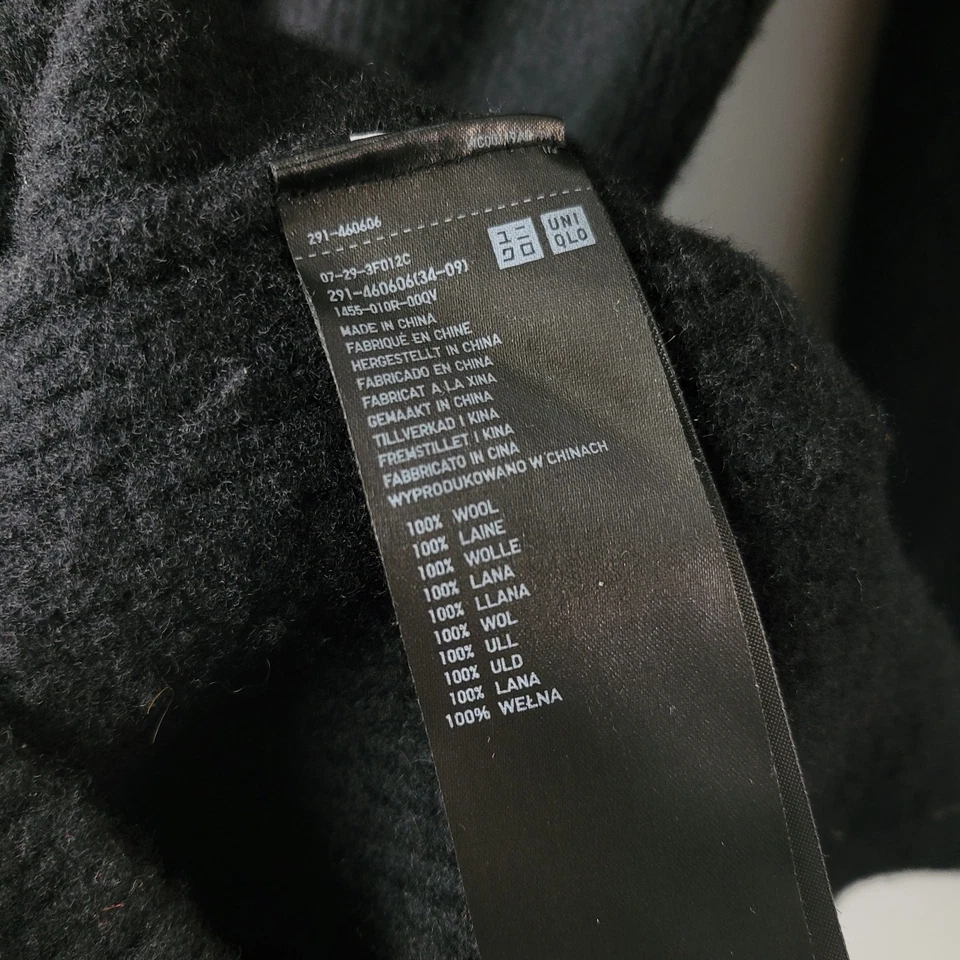 291-460606
ユニ
クロ
UNI
QLO
07-29-3F012C
291-460606(34-09)
1455-010R-00QV
MADE IN CHINA
FABRIQUÉ EN CHINE
HERGESTELLT IN CHINA
FABRICADO EN CHINA
FABRICAT A LA XINA
GEMAAKT IN CHINA
TILLVERKAD I KINA
FREMSTILLET I KINA
FABBRICATO IN CINA
WYPRODUKOWANO W CHINACH
100% WOOL
100% LAINE
100% WOLLE
100% LANA
100% LLANA
100% WOL
100% ULL
100% ULD
100% LANA
100% WEŁNA